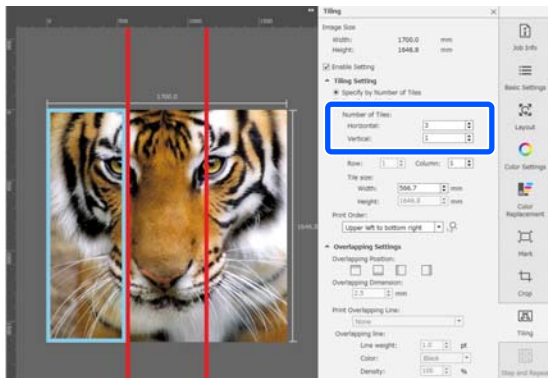 Tiling
Image Size
Width: 1700.0 mm
Height: 1646.8 mm
Enable Setting
Tiling Setting
Specify by Number of Tiles
Number of Tiles:
Horizontal: 3
Vertical: 1
Row: 1 Column: 1
Tile size:
Width: 566.7 mm
Height: 1646.8 mm
Print Order:
Upper left to bottom right
Overlapping Settings
Overlapping Position:
Overlapping Dimension:
2.5 mm
Print Overlapping Line:
None
Overlapping line:
Line weight: 1.0 pt
Color: Black
Density: 100 %
Job Info
Basic Settings
Layout
Color Settings
Color
Replacement
Mark
Crop
Tiling
Step and Repeat
0 500 1000 1500
1700.0
1646.8